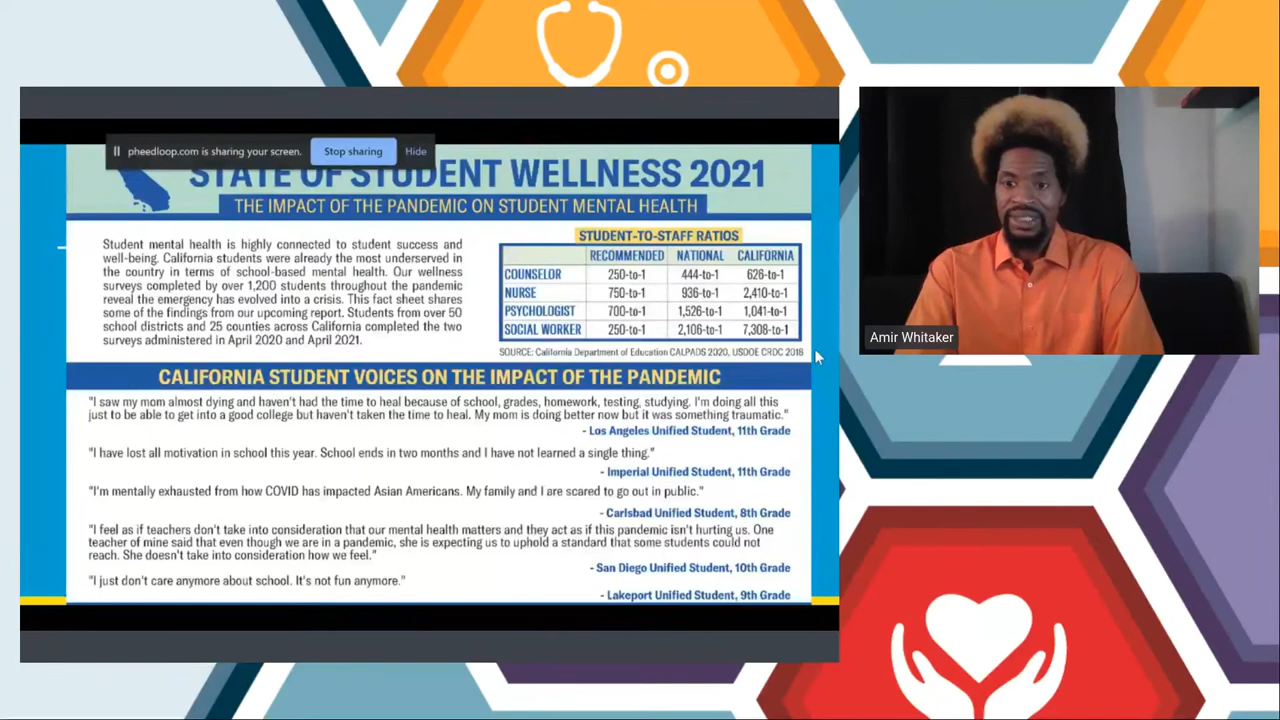 pheedloop.com is sharing your screen. Stop sharing Hide
STATE OF STUDENT WELLNESS 2021
THE IMPACT OF THE PANDEMIC ON STUDENT MENTAL HEALTH
Student mental health is highly connected to student success and
well-being. California students were already the most underserved in
the country in terms of school-based mental health. Our wellness
surveys completed by over 1,200 students throughout the pandemic
reveal the emergency has evolved into a crisis. This fact sheet shares
some of the findings from our upcoming report. Students from over 50
school districts and 25 counties across California completed the two
surveys administered in April 2020 and April 2021.
STUDENT-TO-STAFF RATIOS
RECOMMENDED NATIONAL CALIFORNIA
COUNSELOR 250-to-1 444-to-1 626-to-1
NURSE 750-to-1 936-to-1 2,410-to-1
PSYCHOLOGIST 700-to-1 1,526-to-1 1,041-to-1
SOCIAL WORKER 250-to-1 2,106-to-1 7,308-to-1
SOURCE: California Department of Education CALPADS 2020, USDOE CRDC 2018
CALIFORNIA STUDENT VOICES ON THE IMPACT OF THE PANDEMIC
"I saw my mom almost dying and haven't had the time to heal because of school, grades, homework, testing, studying. I'm doing all this
just to be able to get into a good college but haven't taken the time to heal. My mom is doing better now but it was something traumatic."
- Los Angeles Unified Student, 11th Grade
"I have lost all motivation in school this year. School ends in two months and I have not learned a single thing."
- Imperial Unified Student, 11th Grade
"I'm mentally exhausted from how COVID has impacted Asian Americans. My family and I are scared to go out in public."
- Carlsbad Unified Student, 8th Grade
"I feel as if teachers don't take into consideration that our mental health matters and they act as if this pandemic isn't hurting us. One
teacher of mine said that even though we are in a pandemic, she is expecting us to uphold a standard that some students could not
reach. She doesn't take into consideration how we feel."
- San Diego Unified Student, 10th Grade
"I just don't care anymore about school. It's not fun anymore."
- Lakeport Unified Student, 9th Grade
Amir Whitaker